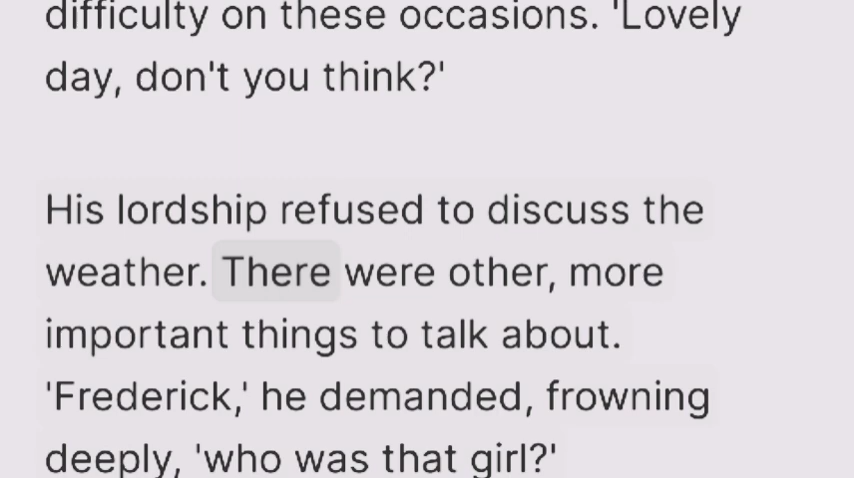 difficulty on these occasions. 'Lovely
day, don't you think?'
His lordship refused to discuss the
weather. There were other, more
important things to talk about.
'Frederick,' he demanded, frowning
deeply, 'who was that girl?'